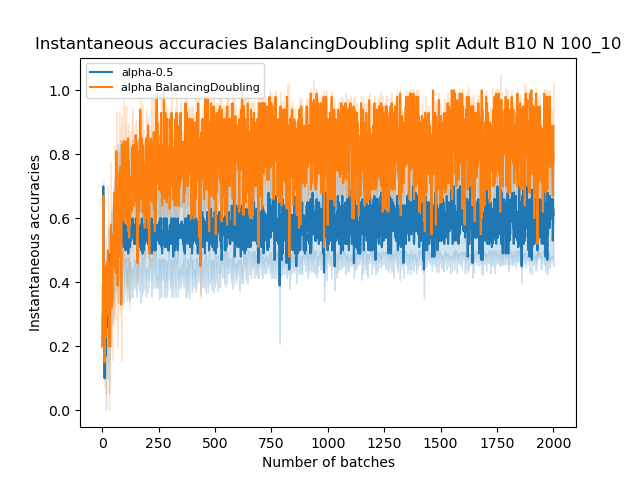 Instantaneous accuracies BalancingDoubling split Adult B10 N 100_10
alpha-0.5
alpha BalancingDoubling
Instantaneous accuracies
1.0
0.8
0.6
0.4
0.2
0.0
0 250 500 750 1000 1250 1500 1750 2000
Number of batches